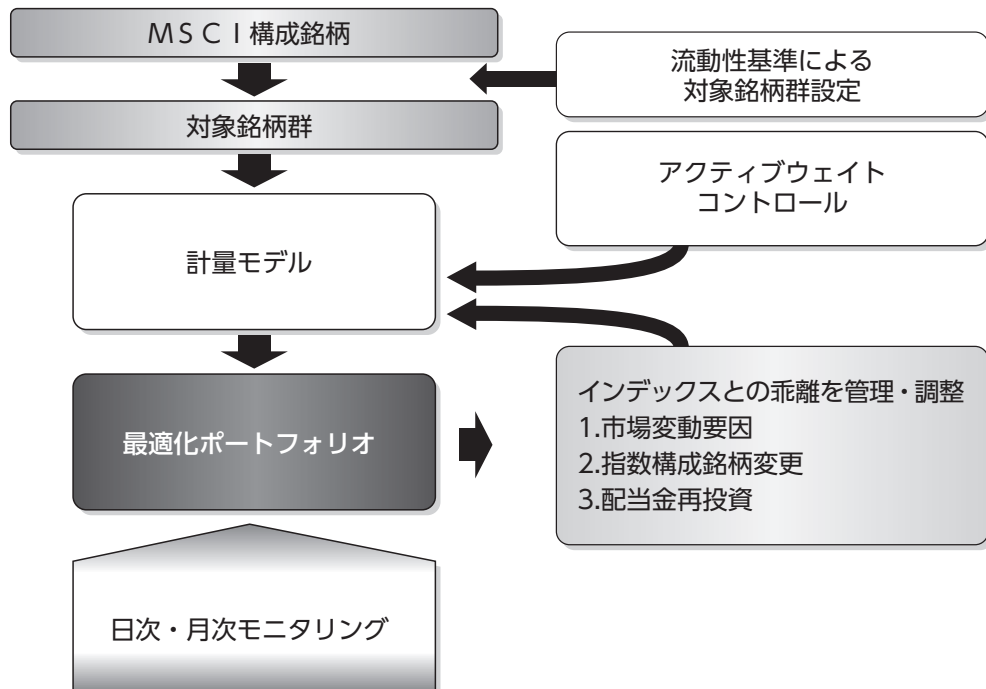 ＭＳＣＩ構成銘柄
流動性基準による
対象銘柄群設定
対象銘柄群
アクティブウェイト
コントロール
計量モデル
最適化ポートフォリオ
インデックスとの乖離を管理・調整
1.市場変動要因
2.指数構成銘柄変更
3.配当金再投資
日次・月次モニタリング